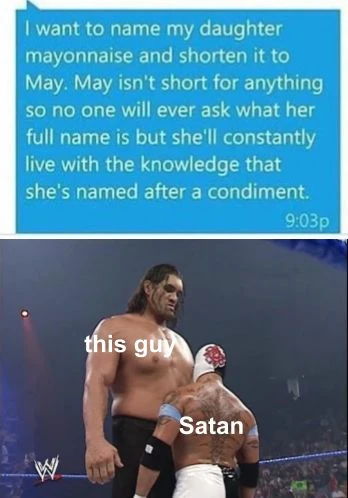 I want to name my daughter
mayonnaise and shorten it to
May. May isn't short for anything
so no one will ever ask what her
full name is but she'll constantly
live with the knowledge that
she's named after a condiment.
9:03p
this guy
Satan
W